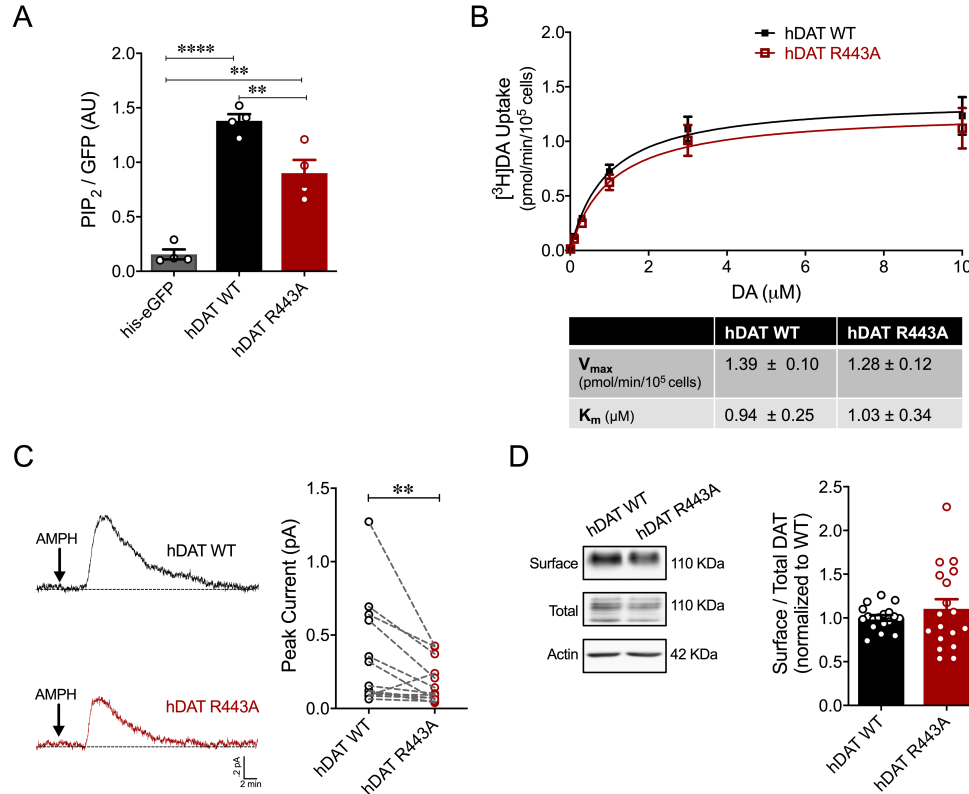 A
PIP2 / GFP (AU)
2.0
1.5
1.0
0.5
0.0
****
**
**
his-eGFP
hDAT WT
hDAT R443A
B
[3H]DA Uptake
(pmol/min/10^5 cells)
2.0
1.5
1.0
0.5
0.0
hDAT WT
hDAT R443A
0 2 4 6 8 10
DA (μM)
hDAT WT hDAT R443A
Vmax 1.39 ± 0.10 1.28 ± 0.12
(pmol/min/10^5 cells)
Km (μM) 0.94 ± 0.25 1.03 ± 0.34
C
AMPH
hDAT WT
AMPH
hDAT R443A
.2 pA
2 min
Peak Current (pA)
1.5
1.0
0.5
0.0
**
hDAT WT
hDAT R443A
D
hDAT WT
hDAT R443A
Surface 110 KDa
Total 110 KDa
Actin 42 KDa
Surface / Total DAT
(normalized to WT)
2.5
2.0
1.5
1.0
0.5
0.0
hDAT WT
hDAT R443A